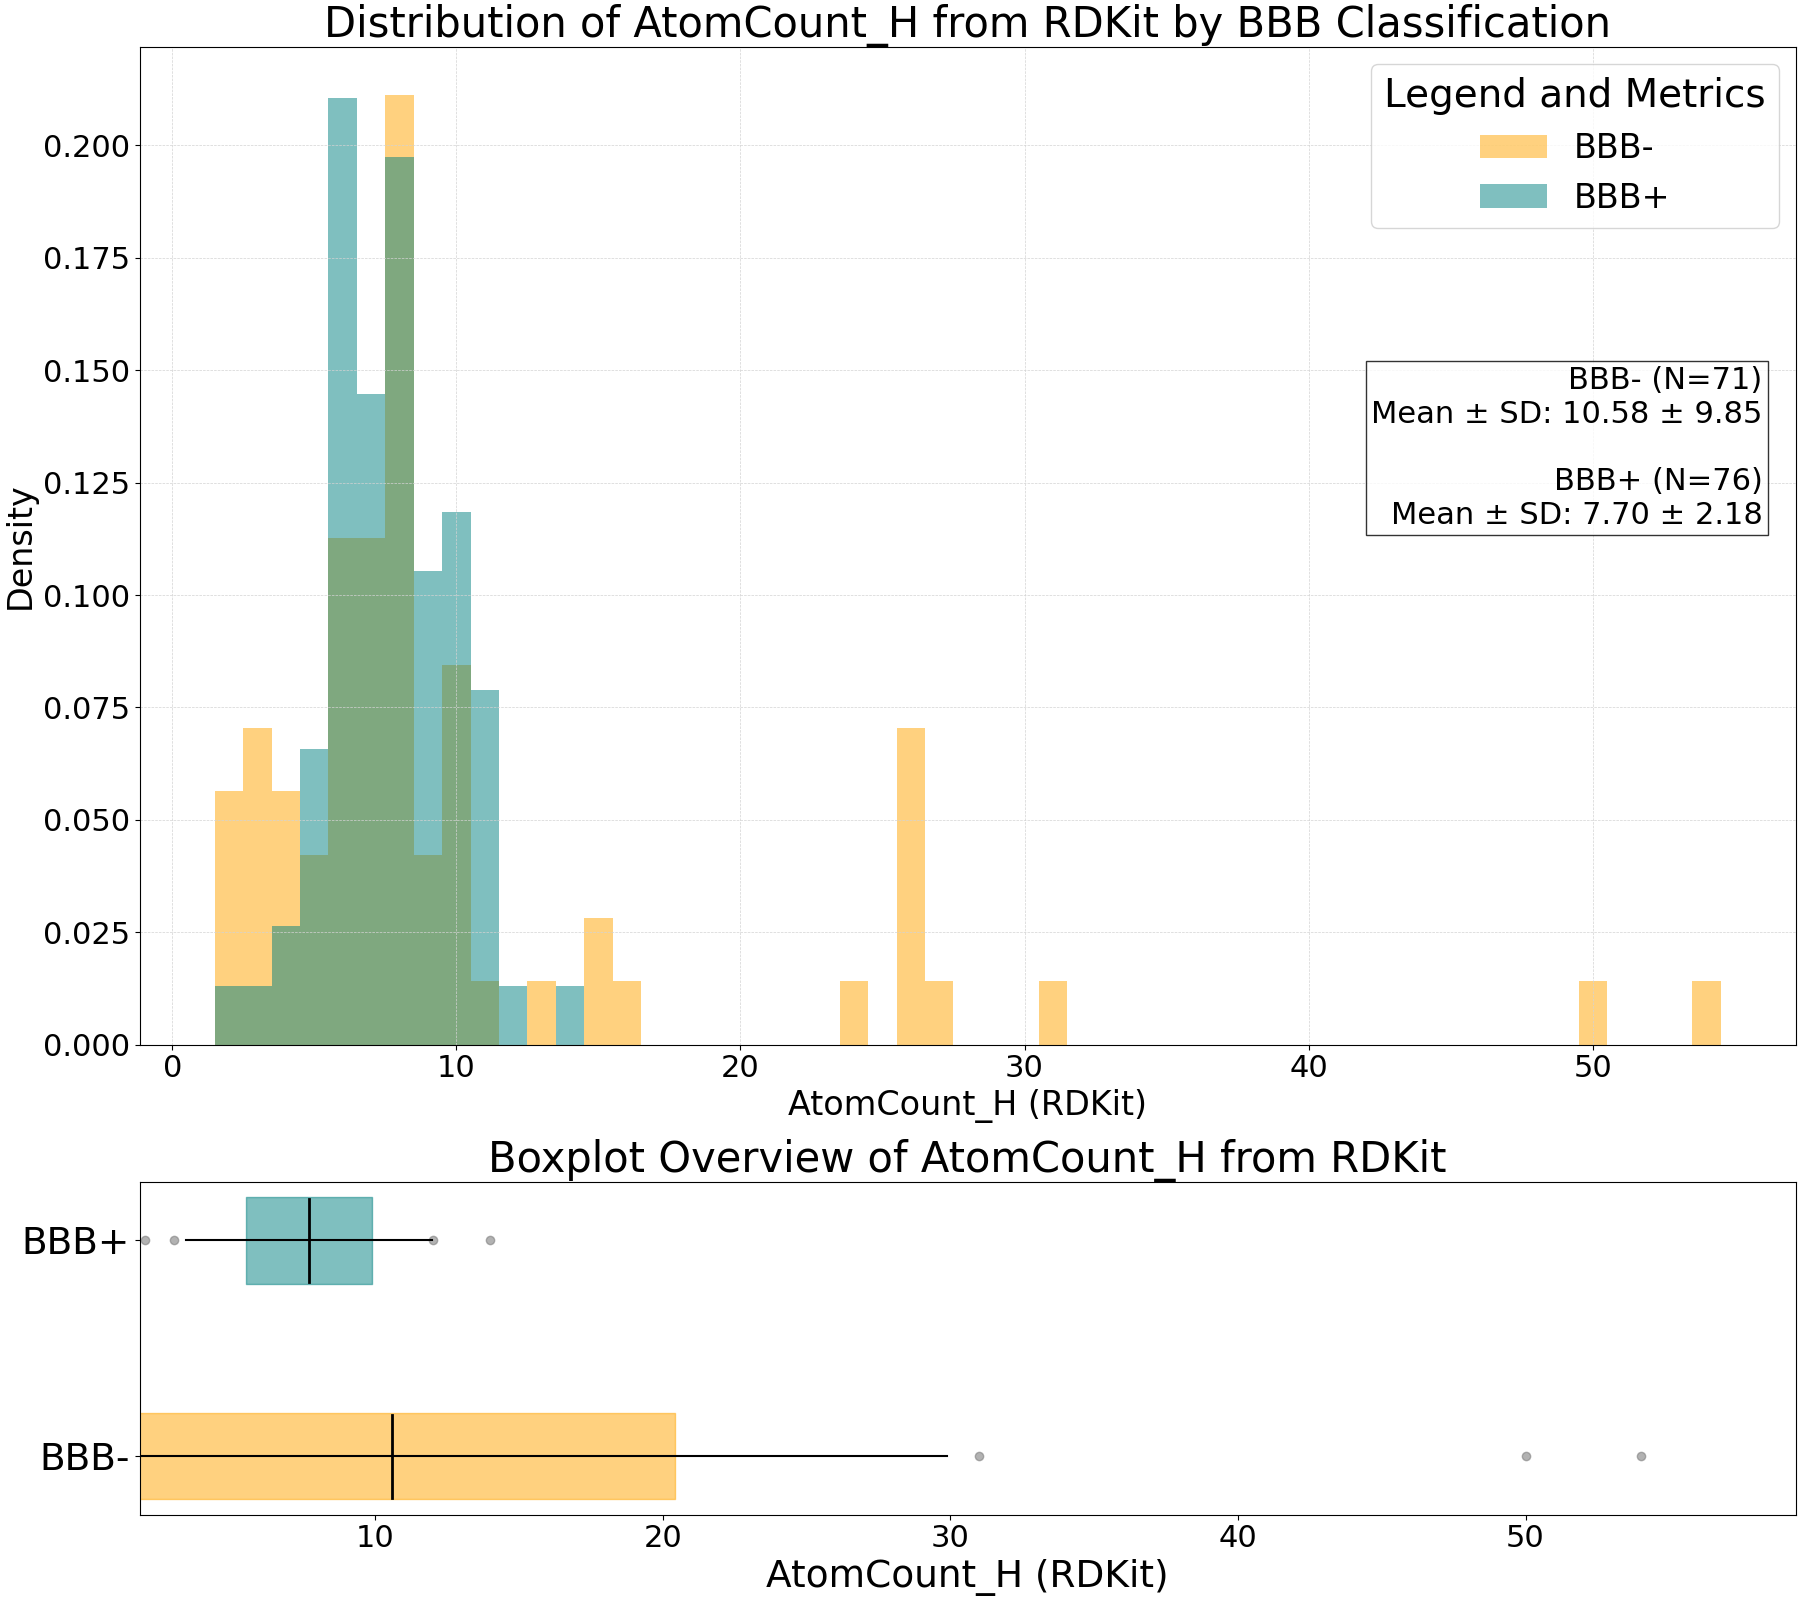 Distribution of AtomCount_H from RDKit by BBB Classification
Legend and Metrics
BBB-
BBB+
BBB- (N=71)
Mean ± SD: 10.58 ± 9.85
BBB+ (N=76)
Mean ± SD: 7.70 ± 2.18
Density
0.200
0.175
0.150
0.125
0.100
0.075
0.050
0.025
0.000
0 10 20 30 40 50
AtomCount_H (RDKit)
Boxplot Overview of AtomCount_H from RDKit
BBB+
BBB-
10 20 30 40 50
AtomCount_H (RDKit)